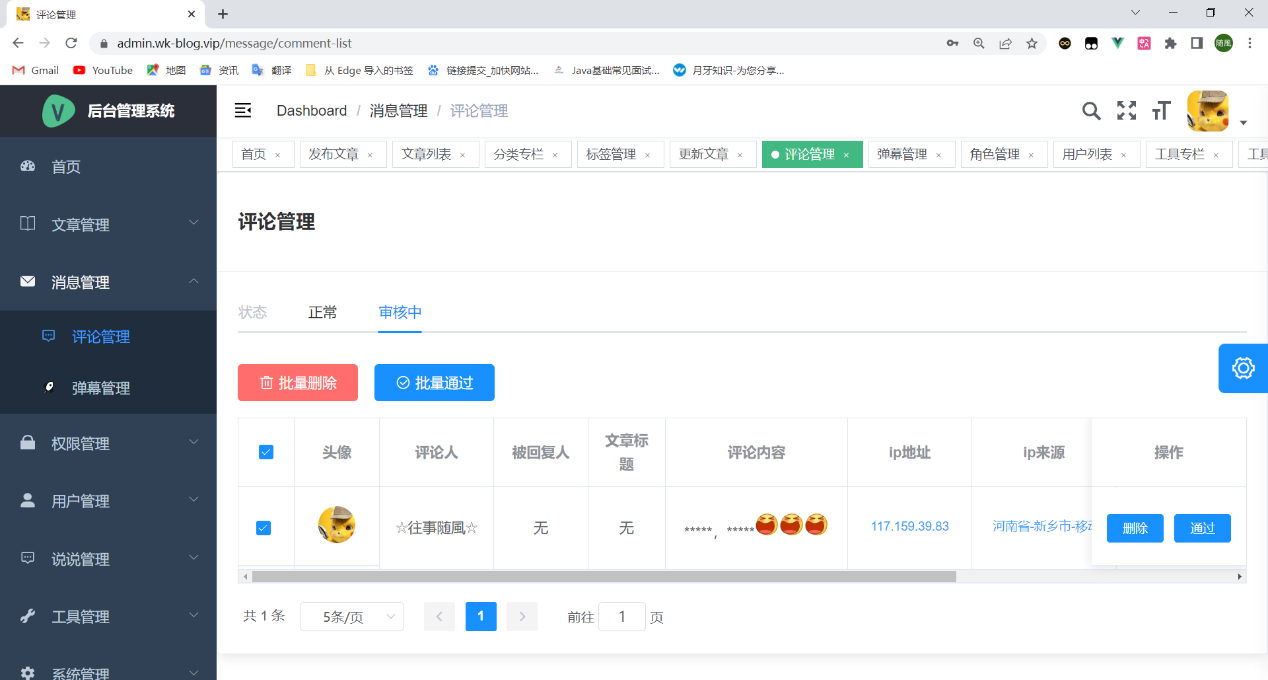 评论管理
admin.wk-blog.vip/message/comment-list
随風
Gmail
YouTube
地图
资讯
翻译
从 Edge 导入的书签
链接提交_加快网站...
Java基础常见面试...
月牙知识-为您分享...
后台管理系统
Dashboard / 消息管理 / 评论管理
首页 ×
发布文章 ×
文章列表 ×
分类专栏 ×
标签管理 ×
更新文章 ×
评论管理 ×
弹幕管理 ×
角色管理 ×
用户列表 ×
工具专栏 ×
首页
文章管理
消息管理
评论管理
弹幕管理
权限管理
用户管理
说说管理
工具管理
系统管理
评论管理
状态 正常 审核中
批量删除 批量通过
头像 评论人 被回复人 文章标题 评论内容 ip地址 ip来源 操作
☆往事随風☆ 无 无 *****，***** 117.159.39.83 河南省-新乡市-移动 删除 通过
共 1 条 5条/页 1 前往 1 页